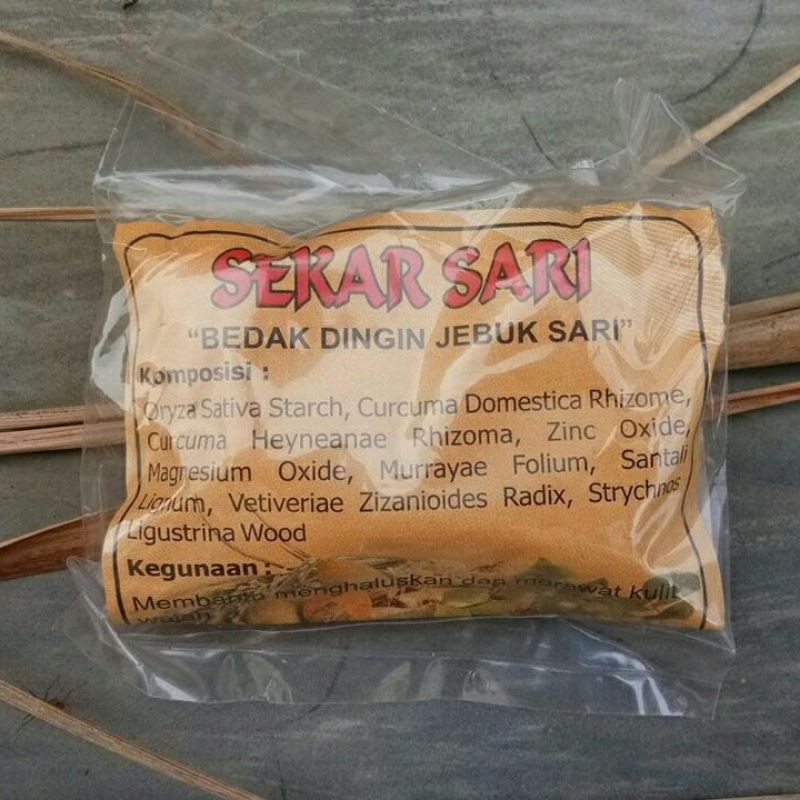 SEKAR SARI
"BEDAK DINGIN JEBUK SARI"
Komposisi :
Oryza Sativa Starch, Curcuma Domestica Rhizome,
Curcuma Heyneanae Rhizoma, Zinc Oxide,
Magnesium Oxide, Murrayae Folium, Santali
Lignum, Vetiveriae Zizanioides Radix, Strychnos
Ligustrina Wood
Kegunaan :
Membantu menghaluskan dan merawat kulit
wajah